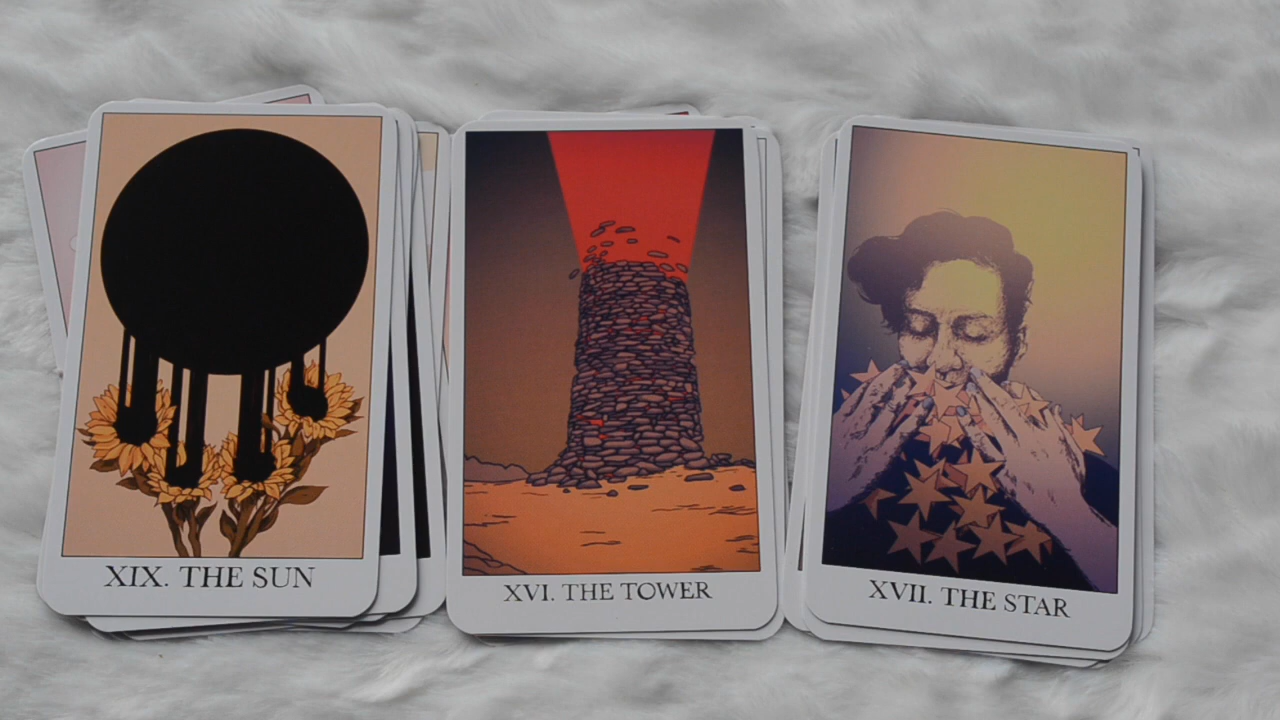 XIX. THE SUN
XVI. THE TOWER
XVII. THE STAR